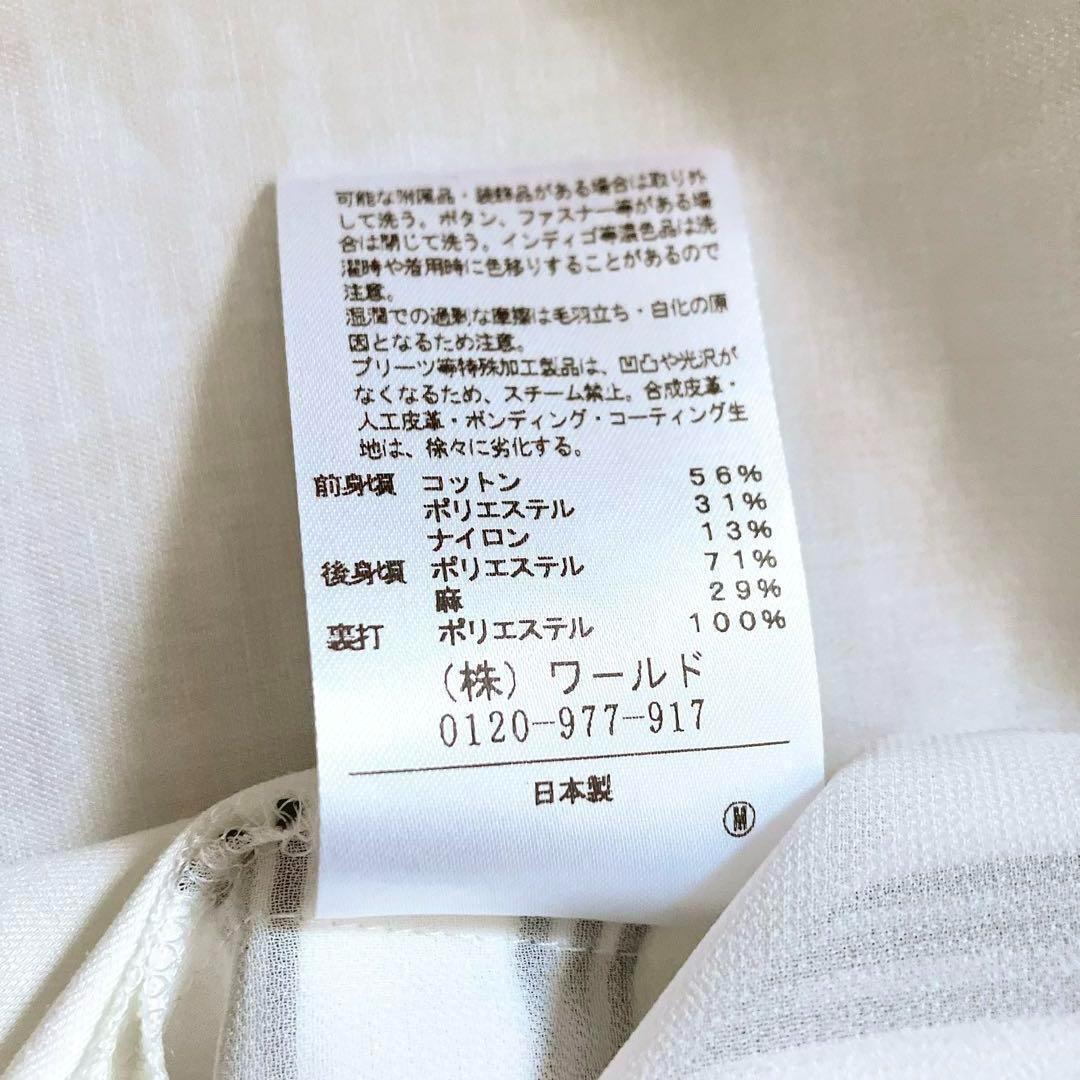 可能な附属品・装飾品がある場合は取り外
して洗う。ボタン、ファスナー等がある場
合は閉じて洗う。インディゴ等濃色品は洗
濯時や着用時に色移りすることがあるので
注意。
湿潤での過剰な摩擦は毛羽立ち・白化の原
因となるため注意。
プリーツ等特殊加工製品は、凹凸や光沢が
なくなるため、スチーム禁止。合成皮革・
人工皮革・ボンディング・コーティング生
地は、徐々に劣化する。
前身頃 コットン 56%
ポリエステル 31%
ナイロン 13%
後身頃 ポリエステル 71%
麻 29%
裏打 ポリエステル 100%
(株) ワールド
0120-977-917
日本製
M